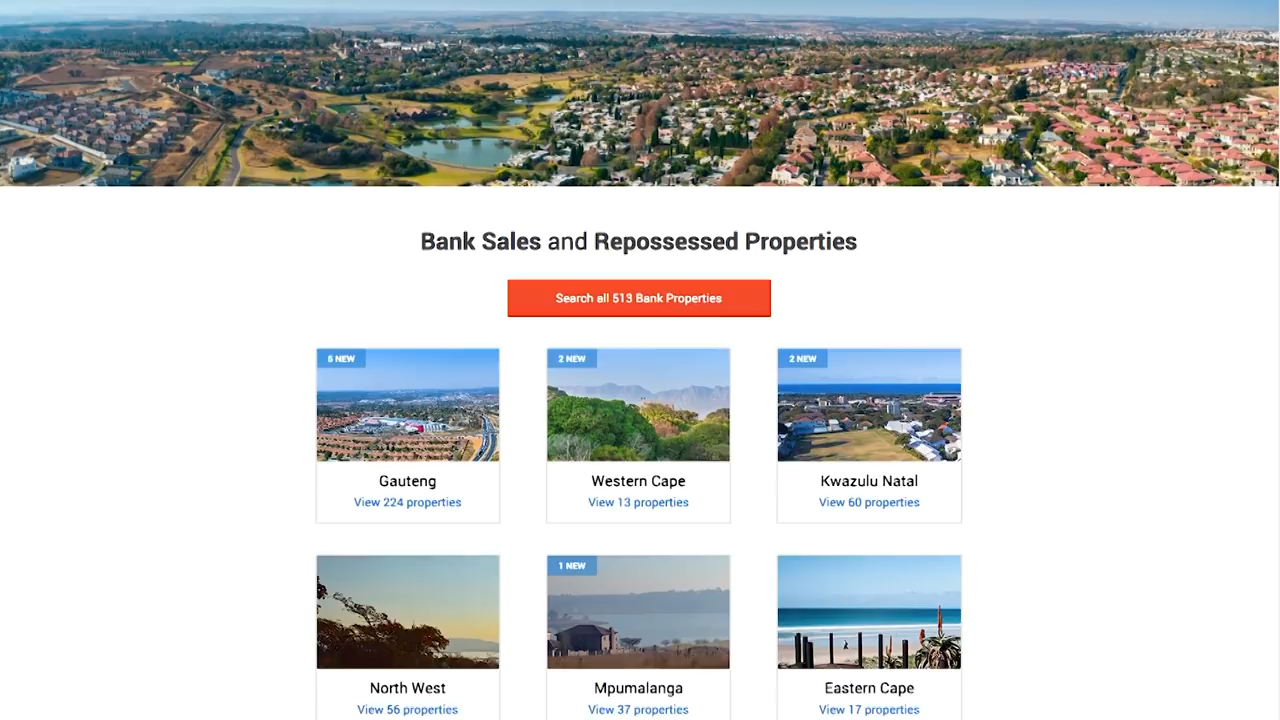 Bank Sales and Repossessed Properties
Search all 513 Bank Properties
5 NEW
2 NEW
2 NEW
Gauteng
Western Cape
Kwazulu Natal
View 224 properties
View 13 properties
View 60 properties
1 NEW
North West
Mpumalanga
Eastern Cape
View 56 properties
View 37 properties
View 17 properties